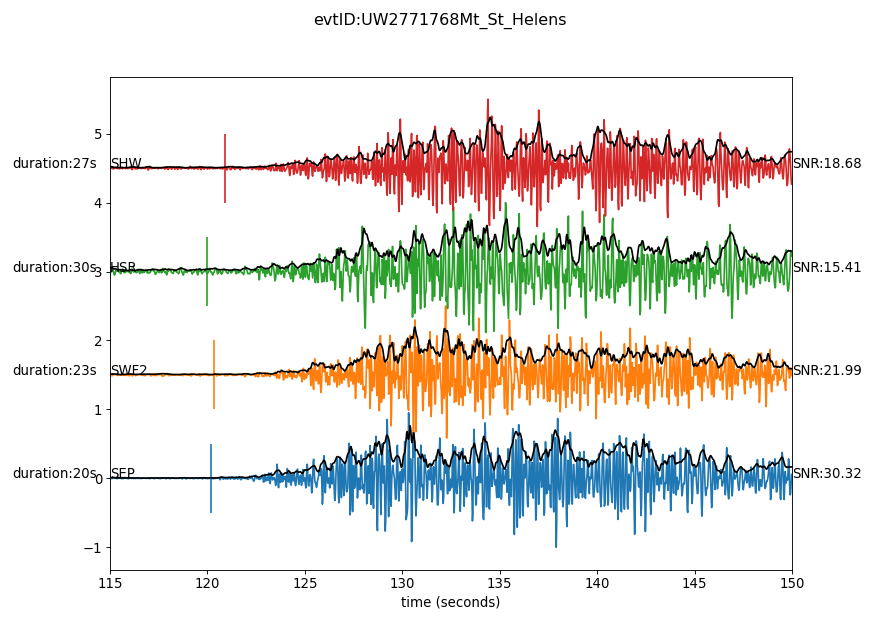 evtID:UW2771768Mt_St_Helens
5
duration:27s SHW SNR:18.68
4
duration:30s HSR SNR:15.41
3
2
duration:23s SWF2 SNR:21.99
1
duration:20s SEP SNR:30.32
0
−1
115 120 125 130 135 140 145 150
time (seconds)